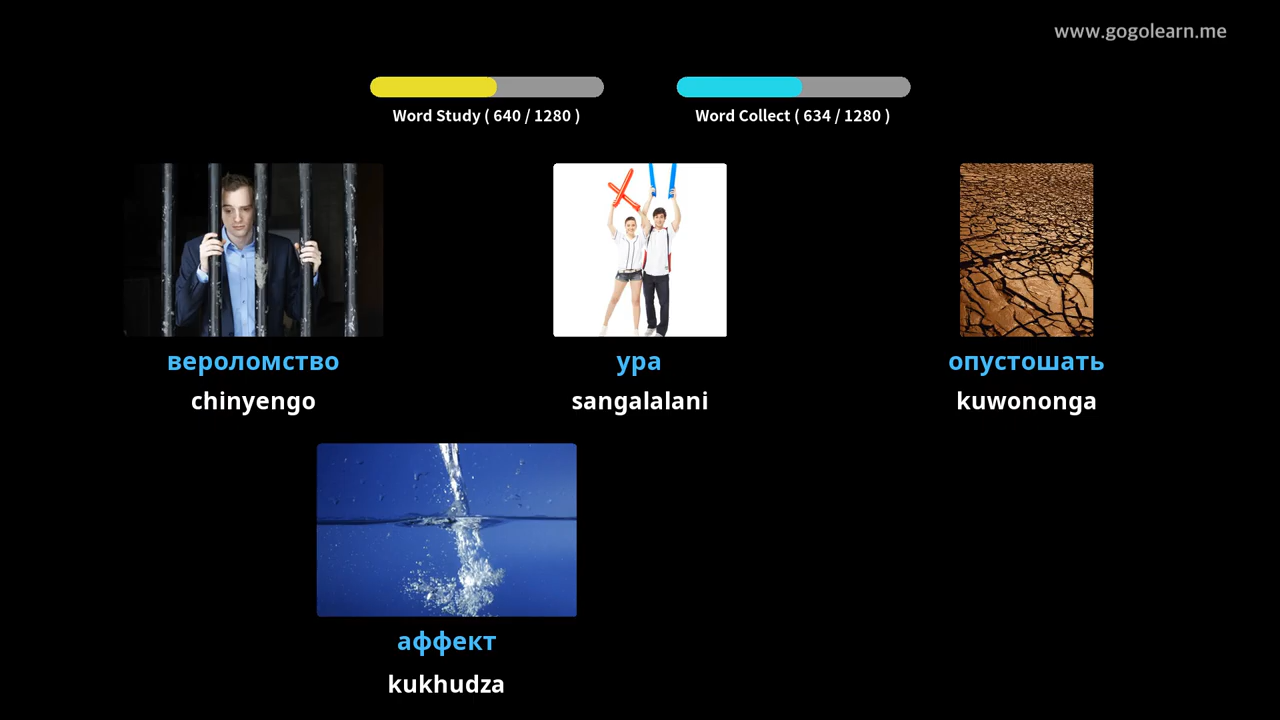 www.gogolearn.me
Word Study ( 640 / 1280 )
Word Collect ( 634 / 1280 )
вероломство
ура
опустошать
chinyengo
sangalalani
kuwononga
аффект
kukhudza